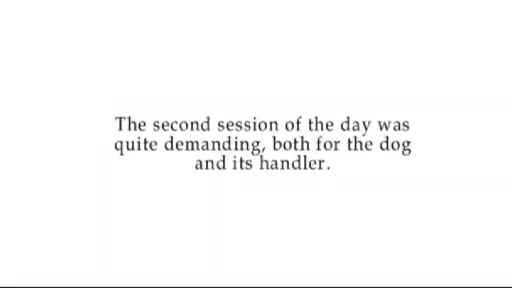 The second session of the day was
quite demanding, both for the dog
and its handler.